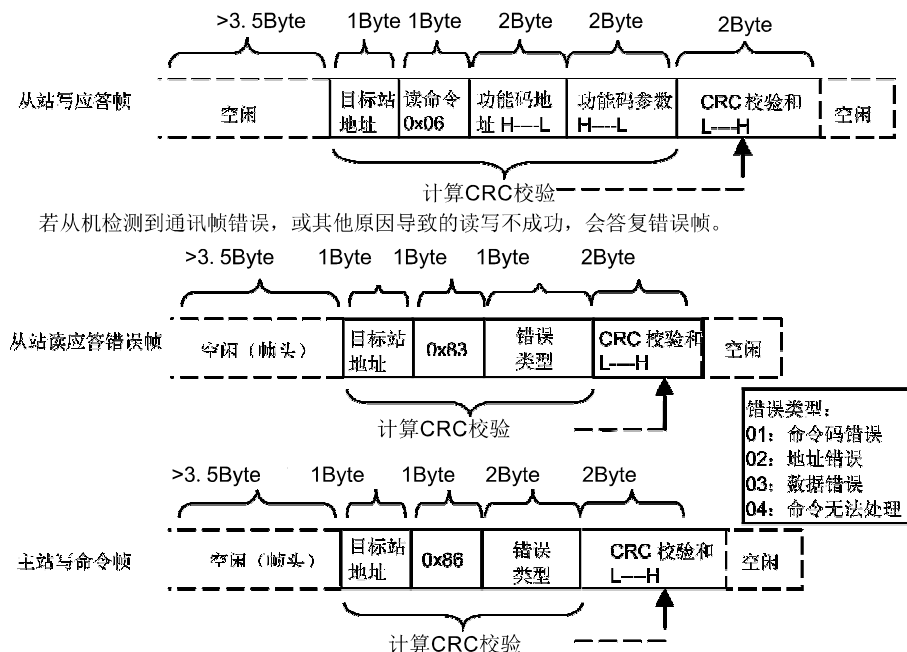 >3. 5Byte 1Byte 1Byte 2Byte 2Byte 2Byte
从站写应答帧
空闲
目标站
地址
读命令
0x06
功能码地
址 H----L
功能码参数
H----L
CRC 校验和
L----H
空闲
计算CRC校验
若从机检测到通讯帧错误，或其他原因导致的读写不成功，会答复错误帧。
>3. 5Byte 1Byte 1Byte 1Byte 2Byte
从站读应答错误帧
空闲（帧头）
目标站
地址
0x83
错误
类型
CRC 校验和
L----H
空闲
计算CRC校验
错误类型：
01：命令码错误
02：地址错误
03：数据错误
04：命令无法处理
>3. 5Byte 1Byte 1Byte 2Byte 2Byte
主站写命令帧
空闲（帧头）
目标站
地址
0x86
错误
类型
CRC 校验和
L----H
空闲
计算CRC校验